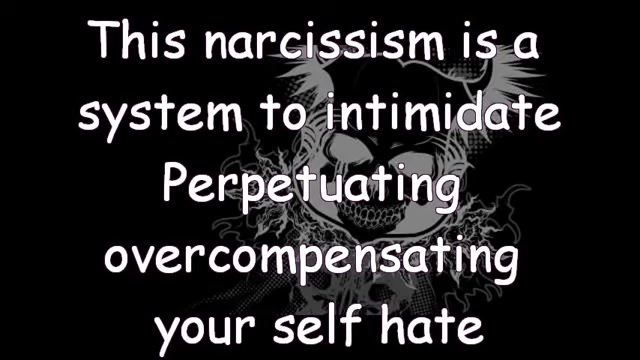 This narcissism is a
system to intimidate
Perpetuating
overcompensating
your self hate